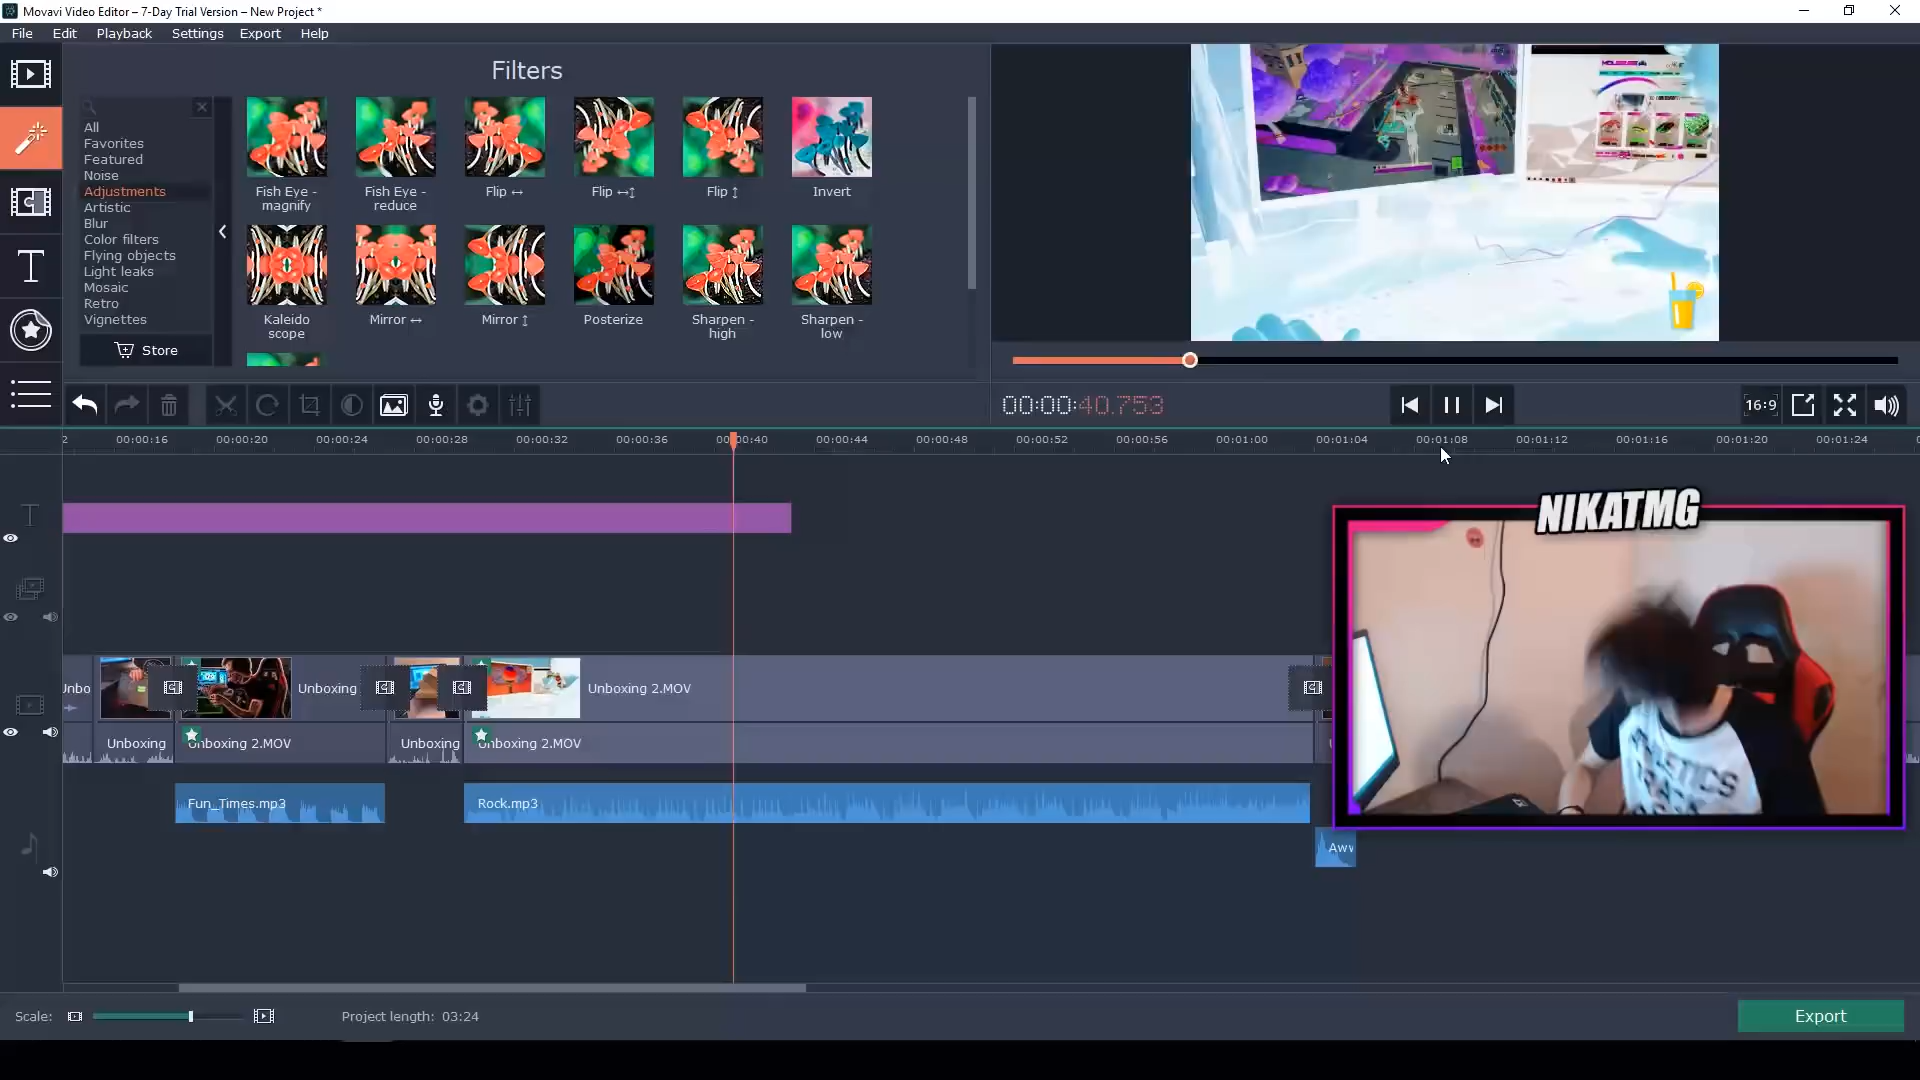 Movavi Video Editor – 7-Day Trial Version – New Project *
File Edit Playback Settings Export Help
Filters
All
Favorites
Featured
Noise
Adjustments
Artistic
Blur
Color filters
Flying objects
Light leaks
Mosaic
Retro
Vignettes
Store
Fish Eye - magnify
Fish Eye - reduce
Flip ↔
Flip ↔↕
Flip ↕
Invert
Kaleido scope
Mirror ↔
Mirror ↕
Posterize
Sharpen - high
Sharpen - low
00:00:40.753
16:9
2 00:00:16 00:00:20 00:00:24 00:00:28 00:00:32 00:00:36 00:00:40 00:00:44 00:00:48 00:00:52 00:00:56 00:01:00 00:01:04 00:01:08 00:01:12 00:01:16 00:01:20 00:01:24
T
NIKATMG
Unbo Unboxing Unboxing 2.MOV
Unboxing Unboxing 2.MOV Unboxing Unboxing 2.MOV
Fun_Times.mp3 Rock.mp3
Aww
Scale: Project length: 03:24 Export